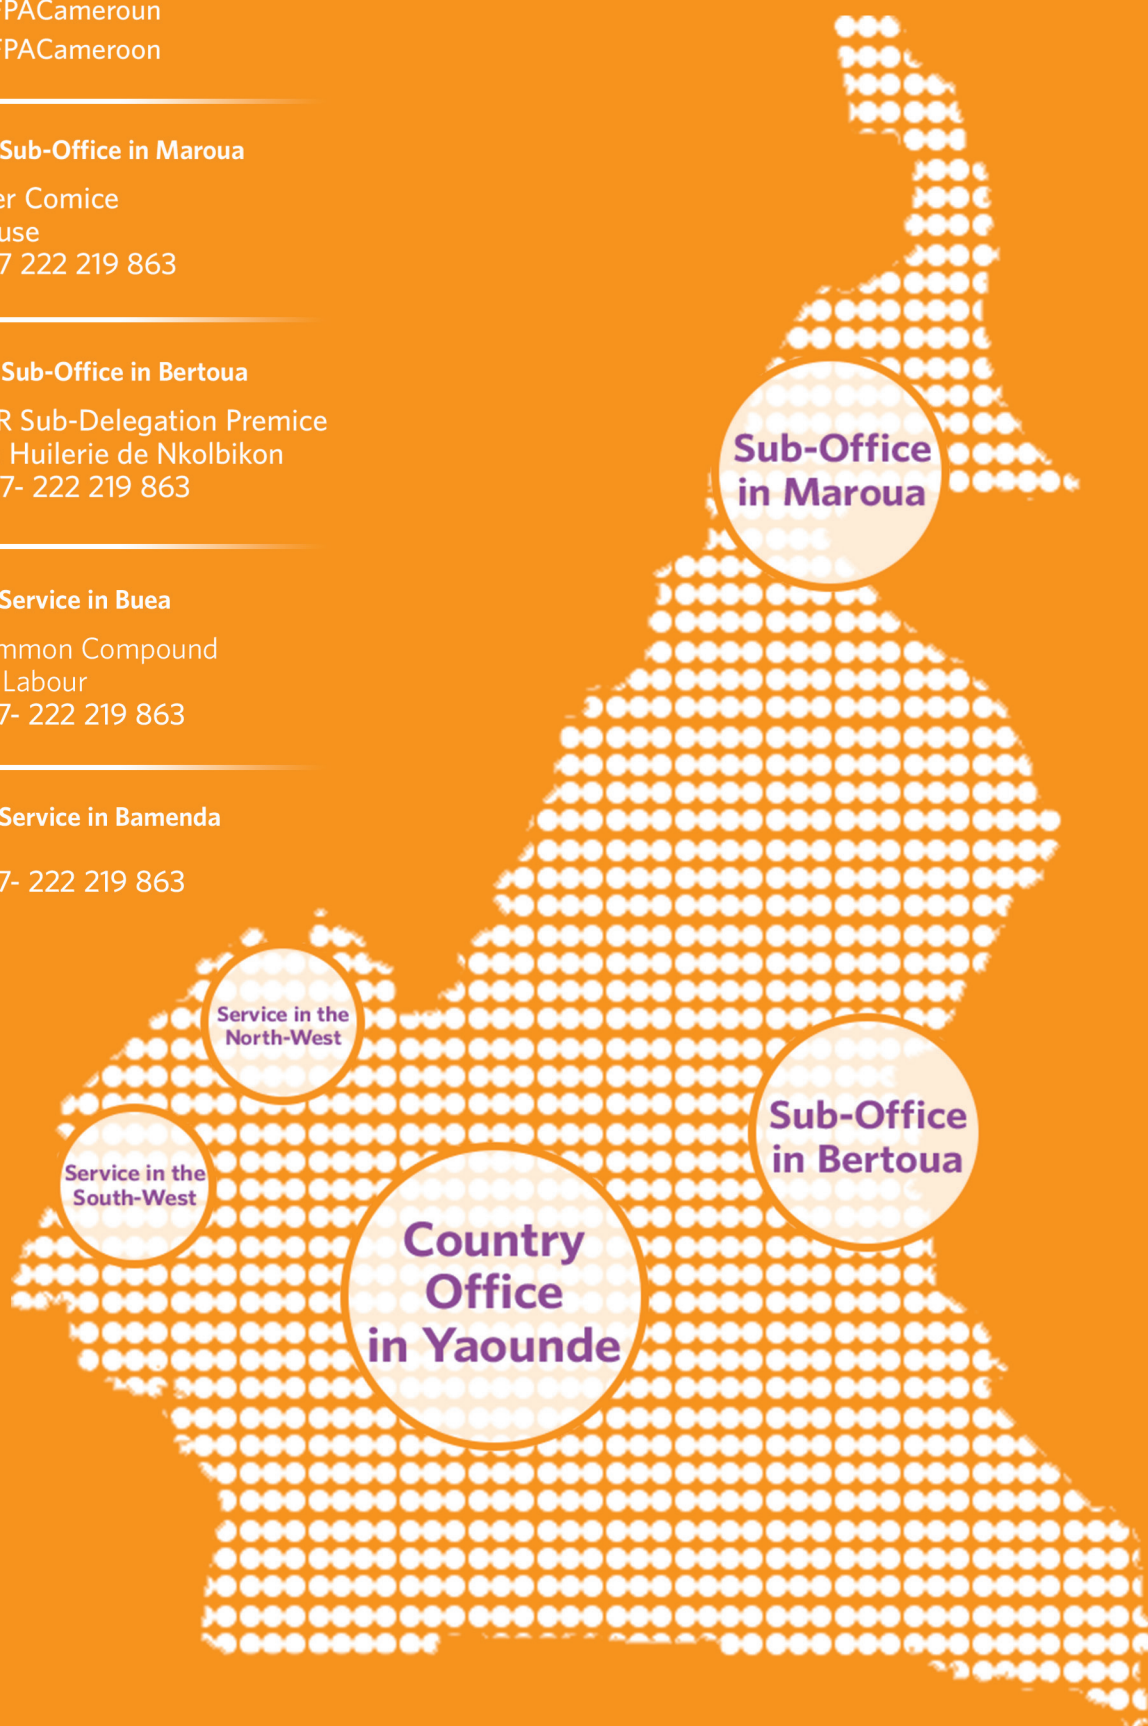 FPACameroun
FPACameroon
Sub-Office in Maroua
er Comice
use
7 222 219 863
Sub-Office in Bertoua
R Sub-Delegation Premice
Huilerie de Nkolbikon
7- 222 219 863
Service in Buea
mmon Compound
Labour
7- 222 219 863
Service in Bamenda
7- 222 219 863
Sub-Office
in Maroua
Service in the
North-West
Sub-Office
in Bertoua
Service in the
South-West
Country
Office
in Yaounde